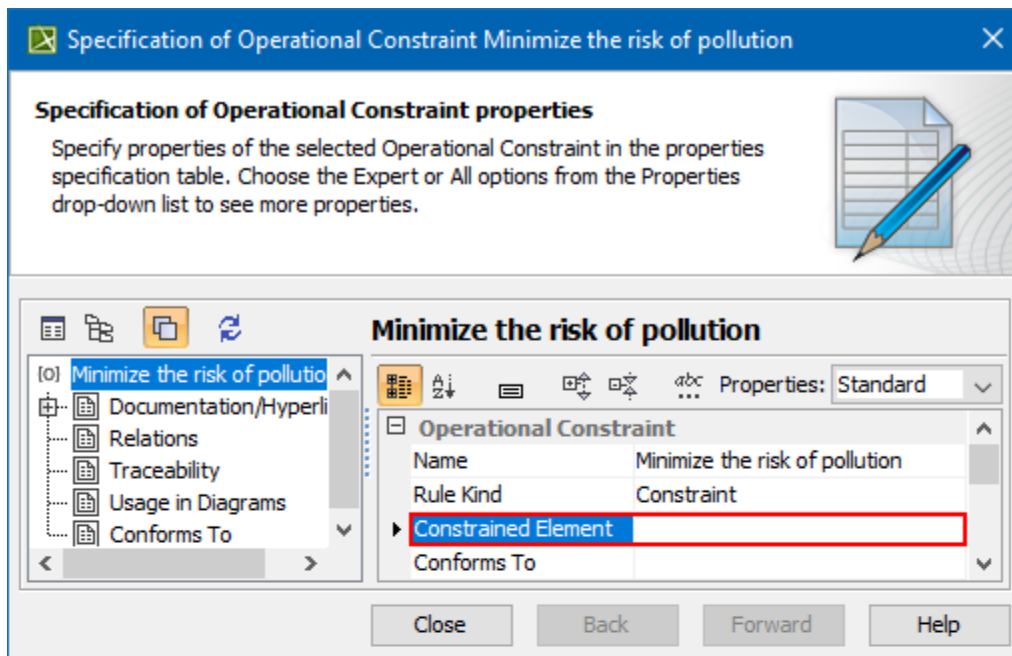 Specification of Operational Constraint Minimize the risk of pollution
Specification of Operational Constraint properties
Specify properties of the selected Operational Constraint in the properties
specification table. Choose the Expert or All options from the Properties
drop-down list to see more properties.
Minimize the risk of pollution
[O] Minimize the risk of pollutio
Documentation/Hyperli
Relations
Traceability
Usage in Diagrams
Conforms To
A
Z
abc
Properties: Standard
Operational Constraint
Name Minimize the risk of pollution
Rule Kind Constraint
Constrained Element
Conforms To
Close Back Forward Help